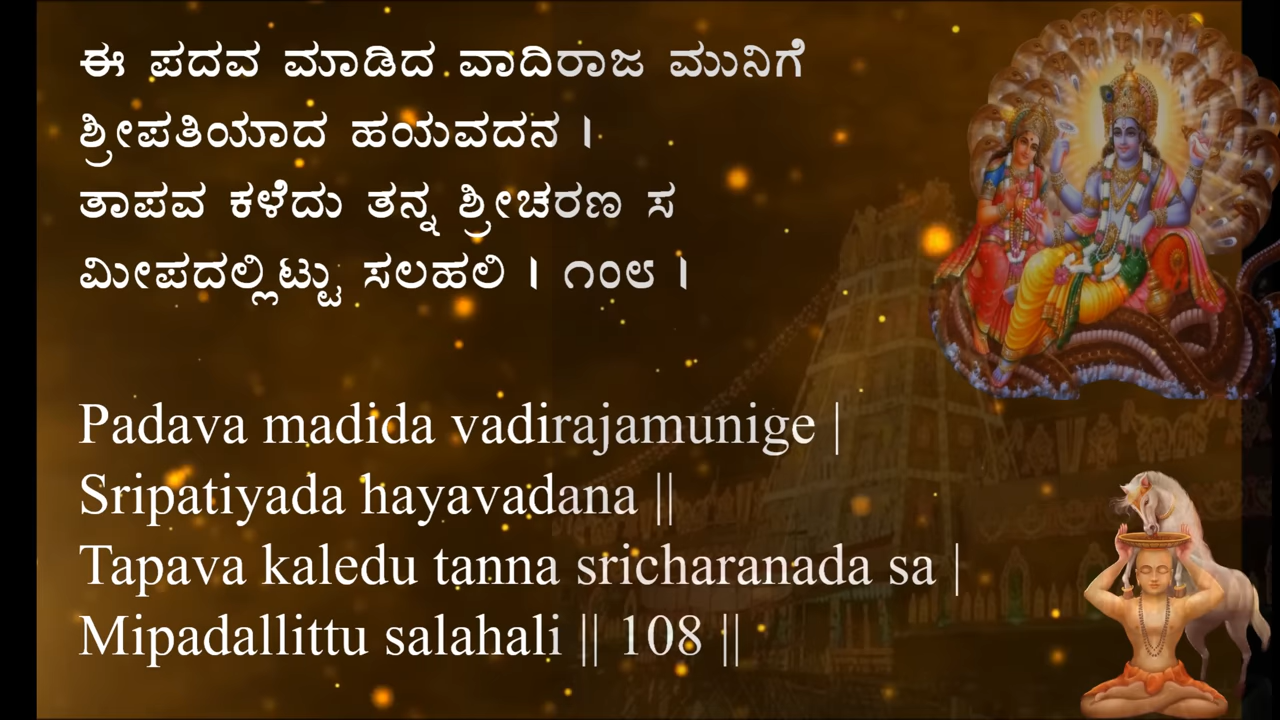 ಈ ಪದವ ಮಾಡಿದ ವಾದಿರಾಜ ಮುನಿಗೆ
ಶ್ರೀಪತಿಯಾದ ಹಯವದನ ।
ತಾಪವ ಕಳೆದು ತನ್ನ ಶ್ರೀಚರಣ ಸ
ಮೀಪದಲ್ಲಿಟ್ಟು ಸಲಹಲಿ । ೧೦೮ ।
Padava madida vadirajamunige |
Sripatiyada hayavadana ||
Tapava kaledu tanna sricharanada sa |
Mipadallittu salahali || 108 ||